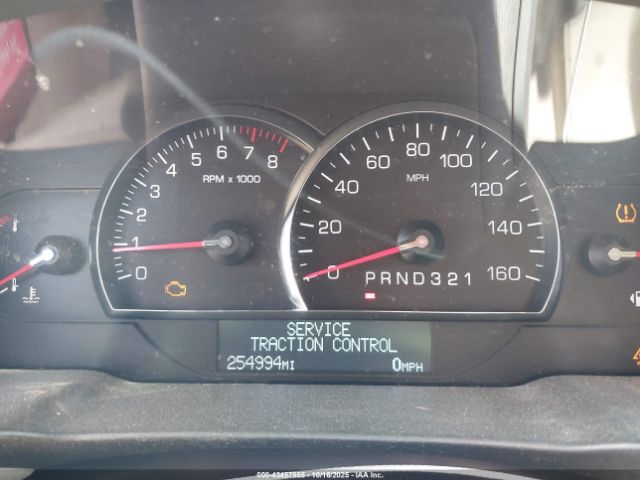 0
1
2
3
4
5
6
7
8
RPM x 1000
0
20
40
60
80
100
120
140
160
MPH
PRND321
SERVICE
TRACTION CONTROL
254994MI 0MPH
000-43457555 - 10/16/2025 - IAA Inc.